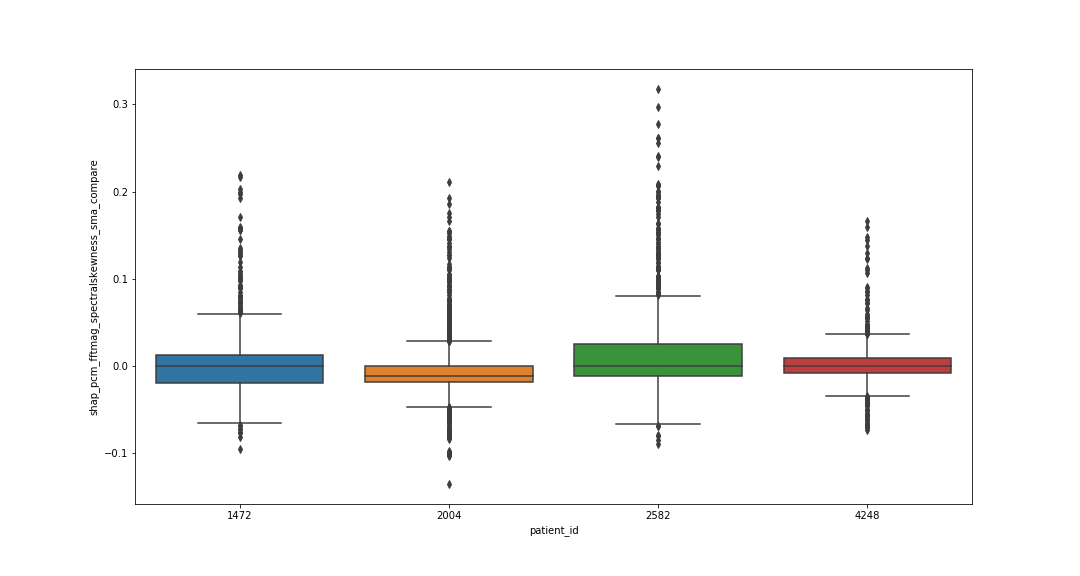 shap_pcm_fftmag_spectralskewness_sma_compare
0.3
0.2
0.1
0.0
−0.1
1472 2004 2582 4248
patient_id